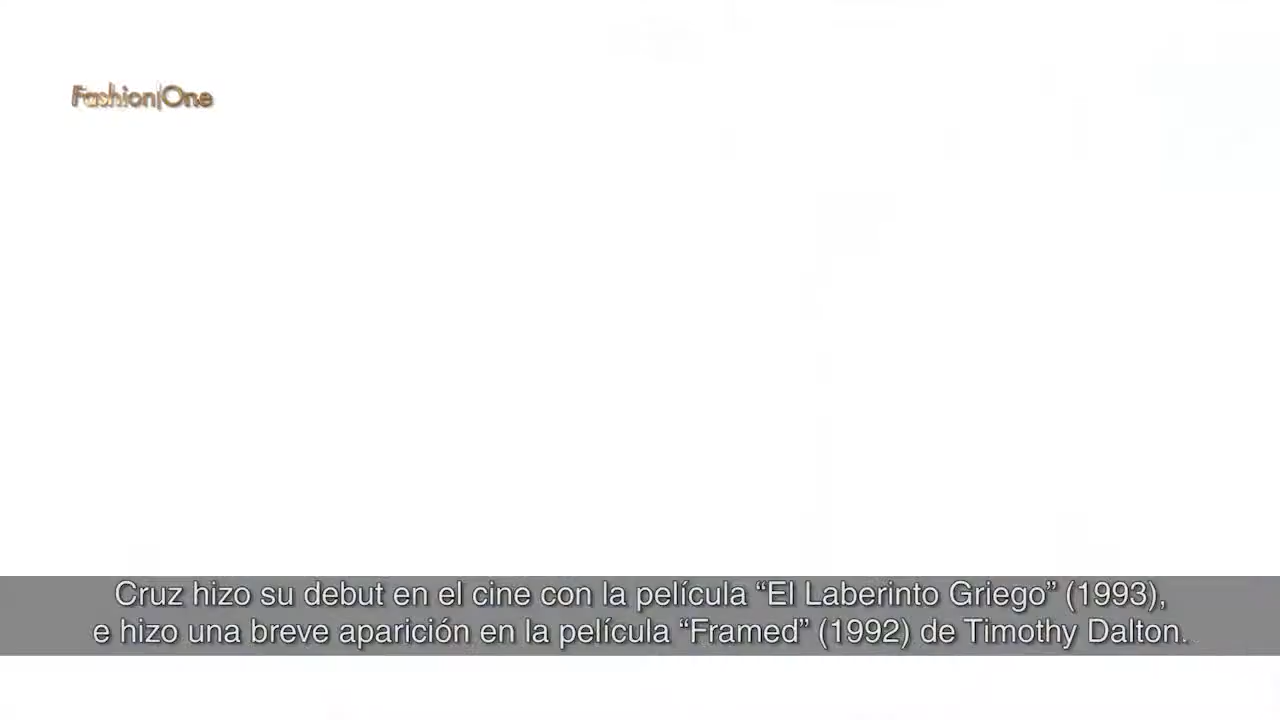 Fashion|One
Cruz hizo su debut en el cine con la película “El Laberinto Griego” (1993),
e hizo una breve aparición en la película “Framed” (1992) de Timothy Dalton.